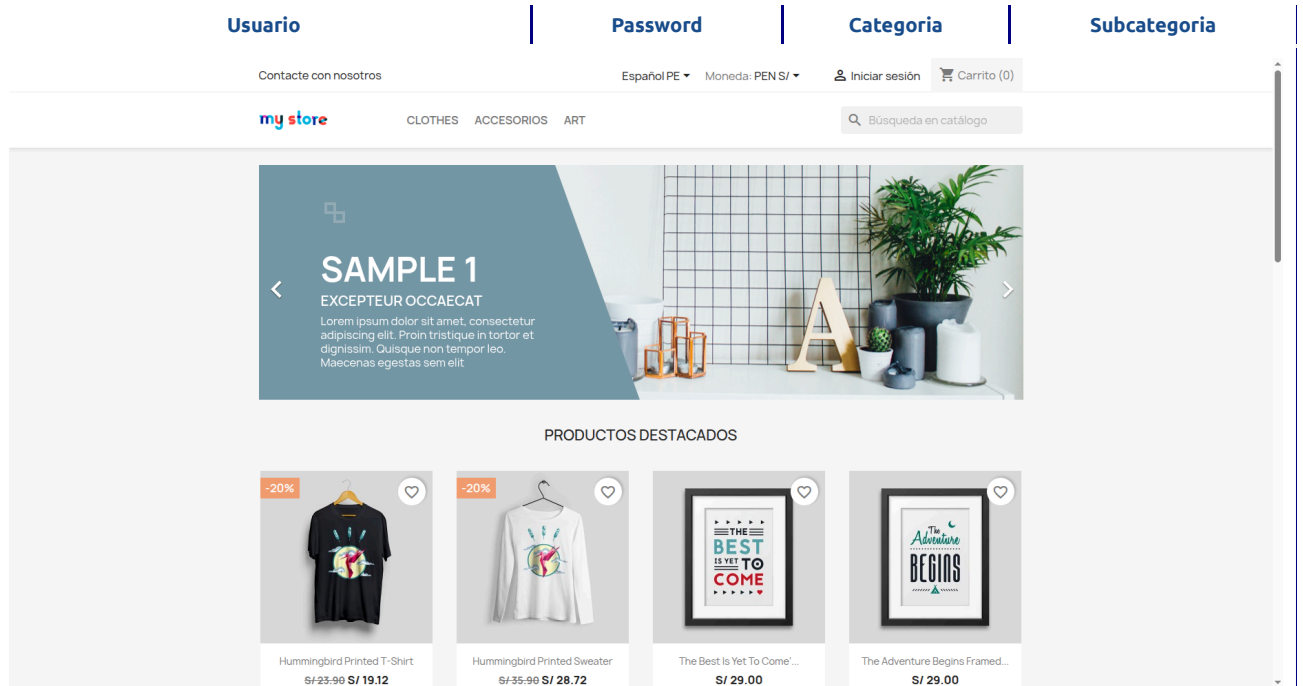 Usuario Password Categoria Subcategoria
Contacte con nosotros Español PE Moneda: PEN S/ Iniciar sesión Carrito (0)
my store CLOTHES ACCESORIOS ART Búsqueda en catálogo
SAMPLE 1
EXCEPTEUR OCCAECAT
Lorem ipsum dolor sit amet, consectetur
adipiscing elit. Proin tristique in tortor et
dignissim. Quisque non tempor leo.
Maecenas egestas sem elit
A
PRODUCTOS DESTACADOS
-20% -20%
THE
BEST
IS YET TO
COME
The
Adventure
BEGINS
Hummingbird Printed T-Shirt Hummingbird Printed Sweater The Best Is Yet To Come'... The Adventure Begins Framed...
S/ 23.90 S/ 19.12 S/ 35.90 S/ 28.72 S/ 29.00 S/ 29.00